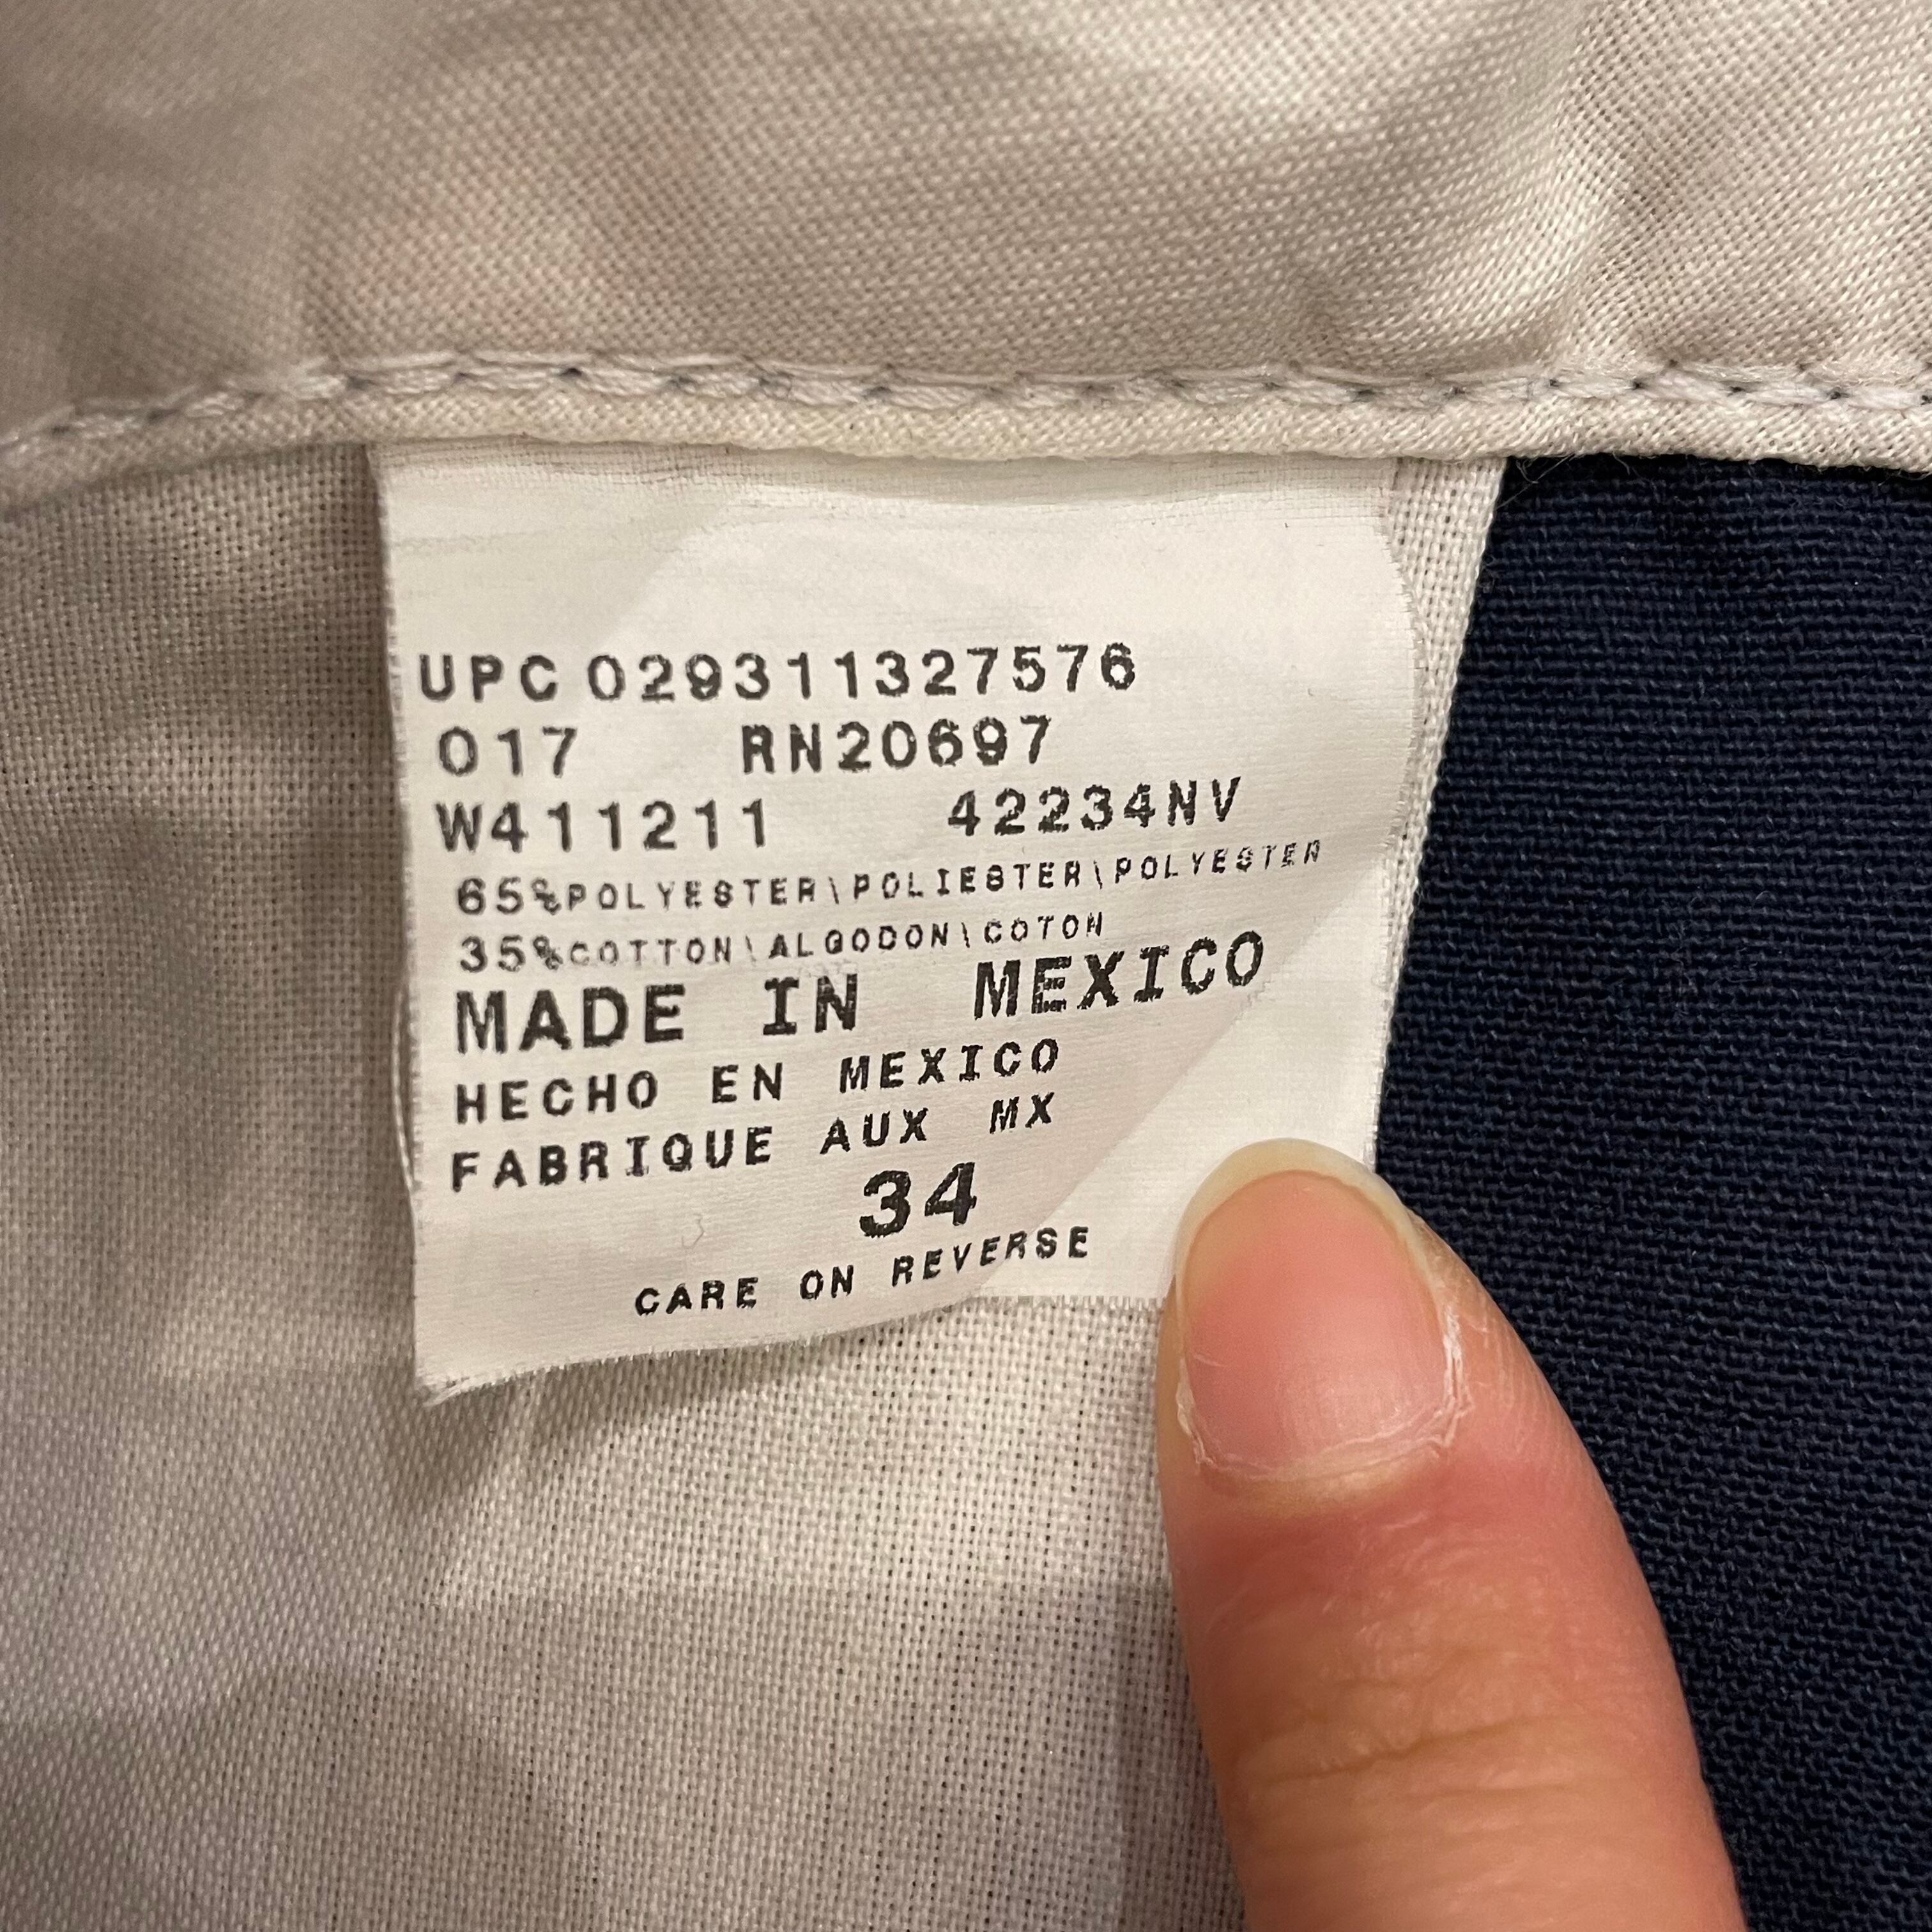 UPC 029311327576
017 RN20697
W411211 42234NV
65%POLYESTER\POLIESTER\POLYESTER
35%COTTON\ALGODON\COTON
MADE IN MEXICO
HECHO EN MEXICO
FABRIQUE AUX MX
34
CARE ON REVERSE